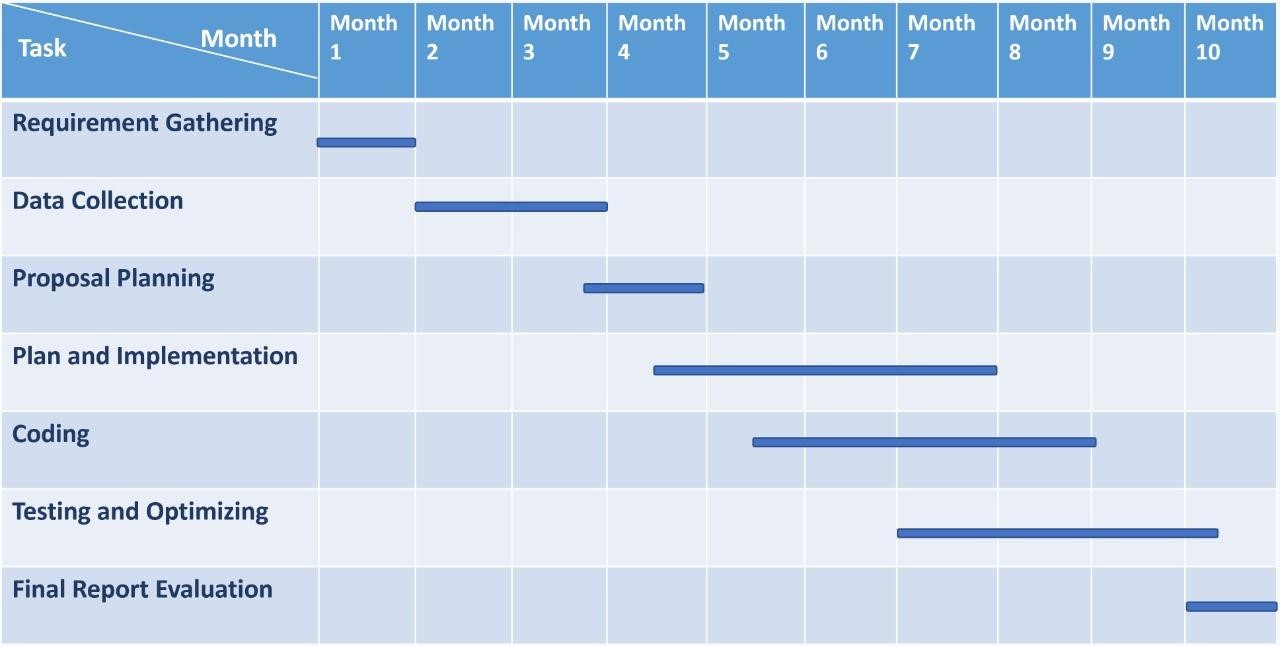 Task
Month
Month 1
Month 2
Month 3
Month 4
Month 5
Month 6
Month 7
Month 8
Month 9
Month 10
Requirement Gathering
Data Collection
Proposal Planning
Plan and Implementation
Coding
Testing and Optimizing
Final Report Evaluation